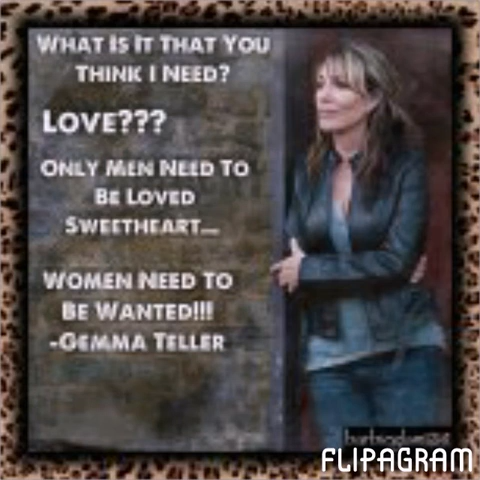 WHAT IS IT THAT YOU
THINK I NEED?
LOVE???
ONLY MEN NEED TO
BE LOVED
SWEETHEART...
WOMEN NEED TO
BE WANTED!!!
-GEMMA TELLER
FLIPAGRAM